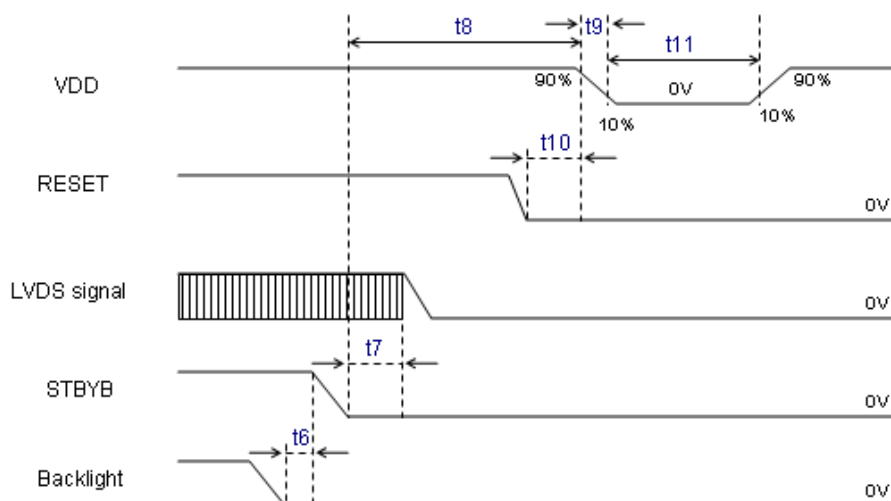 t8
t9
t11
VDD
90%
0V
90%
10%
10%
t10
RESET
0V
LVDS signal
0V
t7
STBYB
0V
t6
Backlight
0V